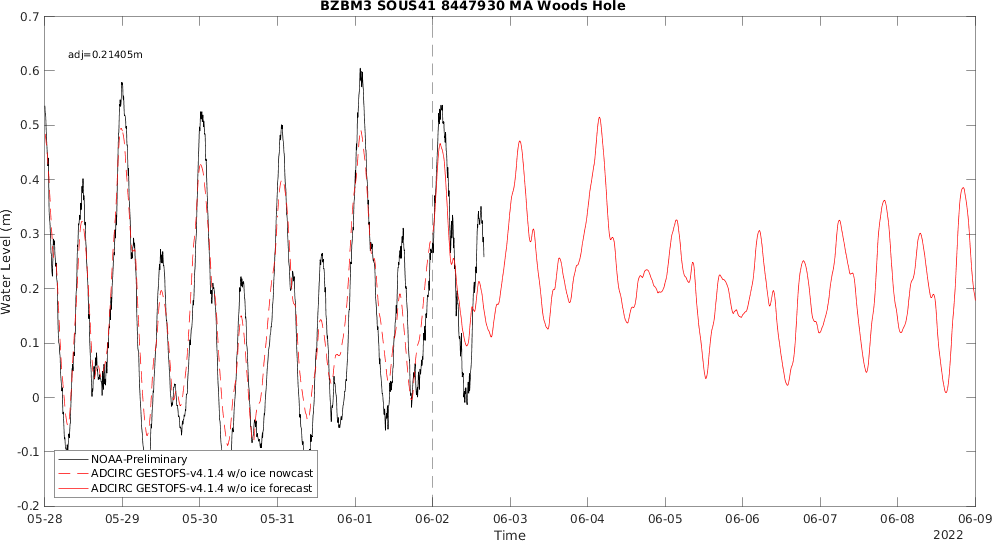 BZBM3 SOUS41 8447930 MA Woods Hole
adj=0.21405m
Water Level (m)
0.7
0.6
0.5
0.4
0.3
0.2
0.1
0
-0.1
-0.2
NOAA-Preliminary
ADCIRC GESTOFS-v4.1.4 w/o ice nowcast
ADCIRC GESTOFS-v4.1.4 w/o ice forecast
05-28 05-29 05-30 05-31 06-01 06-02 06-03 06-04 06-05 06-06 06-07 06-08 06-09
Time
2022